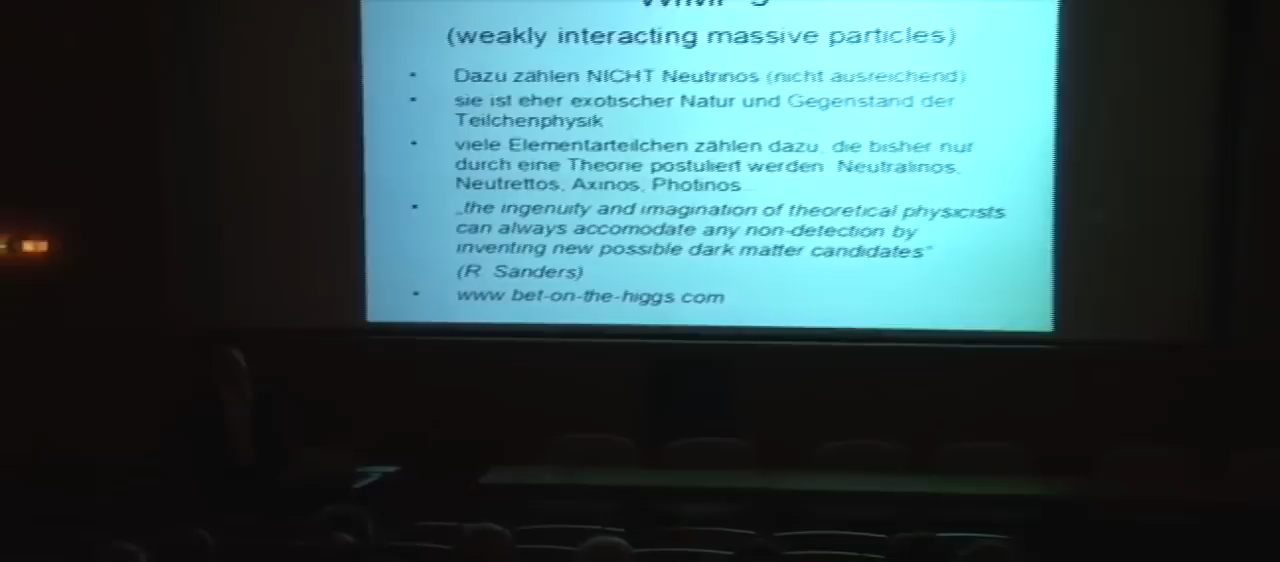 (weakly interacting massive particles)
• Dazu zählen NICHT Neutrinos (nicht ausreichend)
• sie ist eher exotischer Natur und Gegenstand der
Teilchenphysik
• viele Elementarteilchen zählen dazu, die bisher nur
durch eine Theorie postuliert werden Neutralinos,
Neutrettos, Axinos, Photinos
• „the ingenuity and imagination of theoretical physicists
can always accomodate any non-detection by
inventing new possible dark matter candidates“
(R. Sanders)
• www.bet-on-the-higgs.com